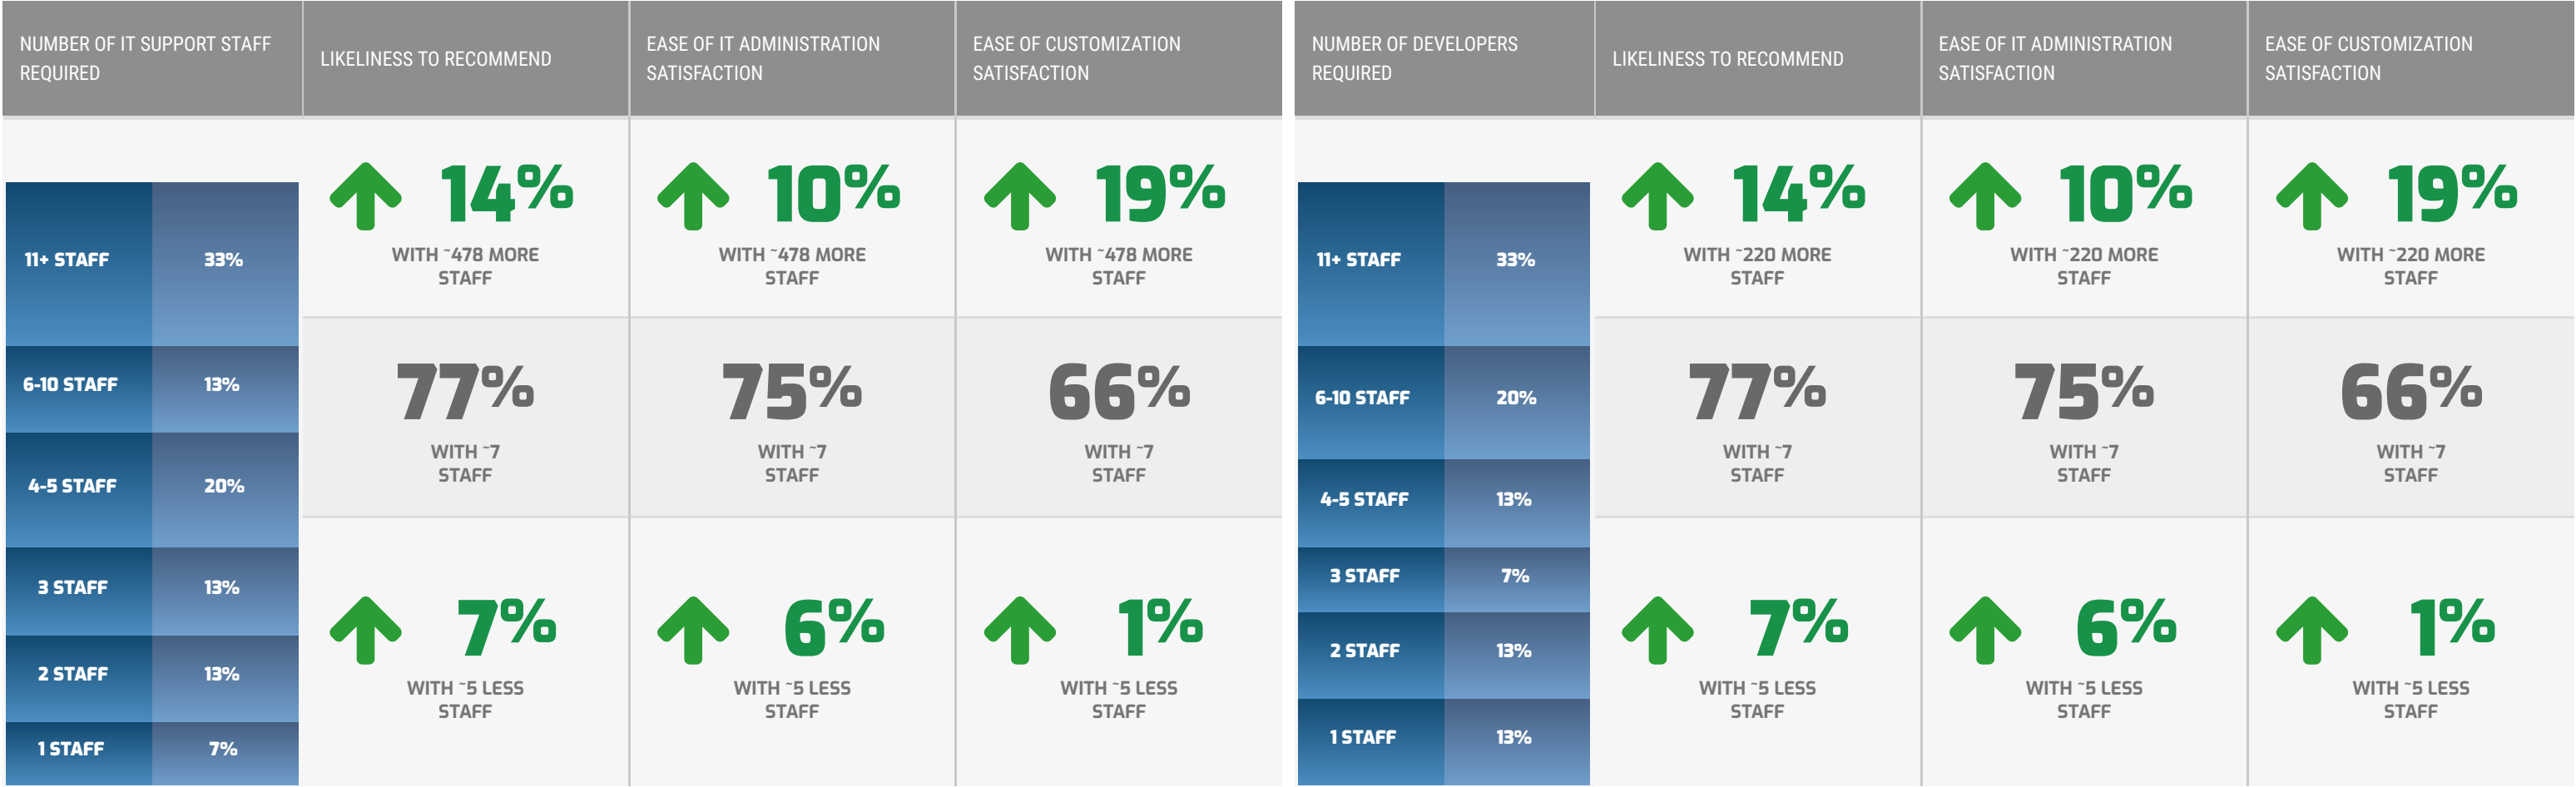 NUMBER OF IT SUPPORT STAFF
REQUIRED
LIKELINESS TO RECOMMEND
EASE OF IT ADMINISTRATION
SATISFACTION
EASE OF CUSTOMIZATION
SATISFACTION
11+ STAFF 33%
6-10 STAFF 13%
4-5 STAFF 20%
3 STAFF 13%
2 STAFF 13%
1 STAFF 7%
14%
WITH ~478 MORE
STAFF
10%
WITH ~478 MORE
STAFF
19%
WITH ~478 MORE
STAFF
77%
WITH ~7
STAFF
75%
WITH ~7
STAFF
66%
WITH ~7
STAFF
7%
WITH ~5 LESS
STAFF
6%
WITH ~5 LESS
STAFF
1%
WITH ~5 LESS
STAFF
NUMBER OF DEVELOPERS
REQUIRED
LIKELINESS TO RECOMMEND
EASE OF IT ADMINISTRATION
SATISFACTION
EASE OF CUSTOMIZATION
SATISFACTION
11+ STAFF 33%
6-10 STAFF 20%
4-5 STAFF 13%
3 STAFF 7%
2 STAFF 13%
1 STAFF 13%
14%
WITH ~220 MORE
STAFF
10%
WITH ~220 MORE
STAFF
19%
WITH ~220 MORE
STAFF
77%
WITH ~7
STAFF
75%
WITH ~7
STAFF
66%
WITH ~7
STAFF
7%
WITH ~5 LESS
STAFF
6%
WITH ~5 LESS
STAFF
1%
WITH ~5 LESS
STAFF